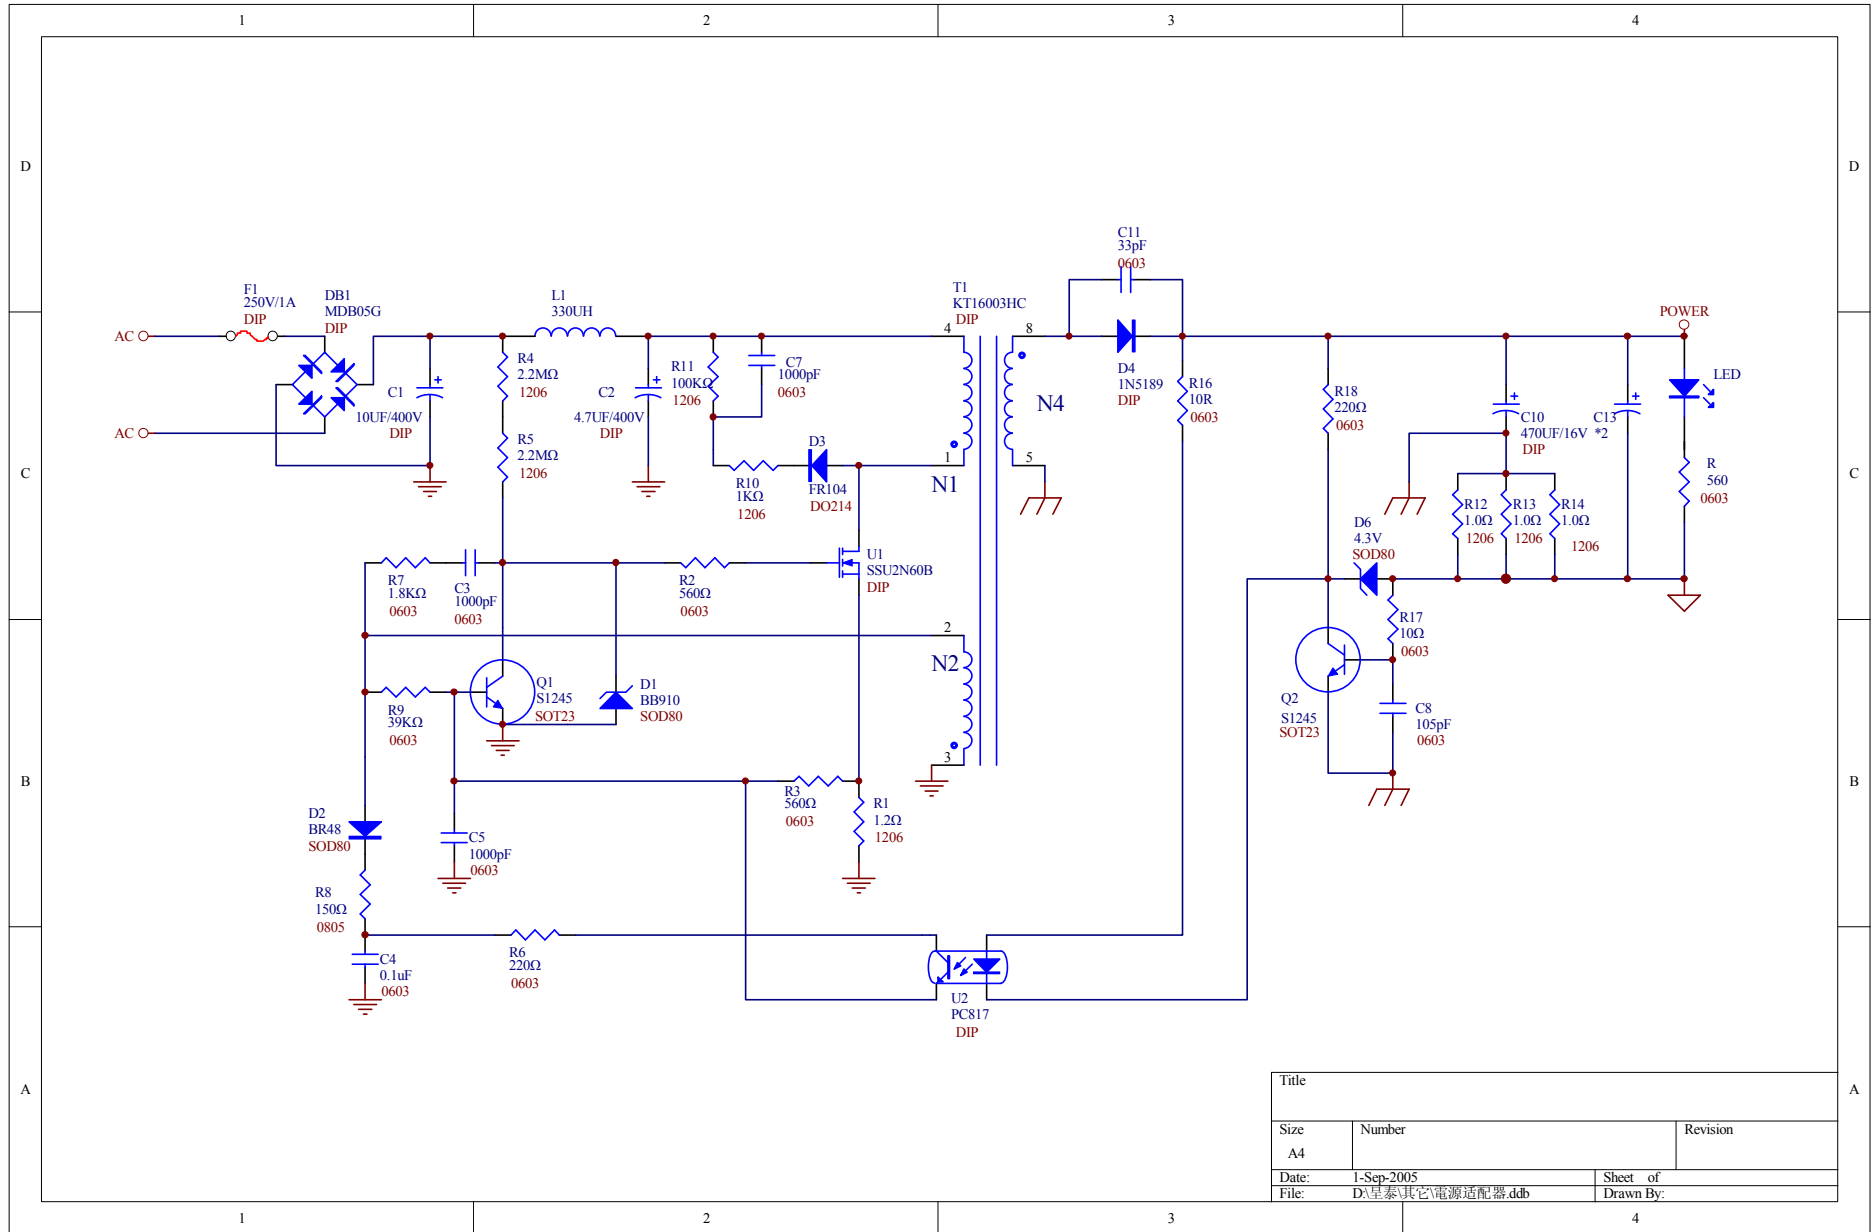 1 2 3 4
D D
C11
33pF
0603
F1
250V/1A
DIP
DB1
MDB05G
DIP
L1
330UH
T1
KT16003HC
DIP
POWER
AC
4 8
R4
2.2MΩ
1206
R11
100KΩ
1206
C7
1000pF
0603
D4
1N5189
DIP
R16
10R
0603
LED
C1
10UF/400V
DIP
C2
4.7UF/400V
DIP
N4
R18
220Ω
0603
C10
470UF/16V
DIP
C13
*2
AC
R5
2.2MΩ
1206
D3
FR104
DO214
1 5
C C
R10
1KΩ
1206
N1
R
560
0603
R12
1.0Ω
1206
R13
1.0Ω
1206
R14
1.0Ω
1206
D6
4.3V
SOD80
U1
SSU2N60B
DIP
R7
1.8KΩ
0603
C3
1000pF
0603
R2
560Ω
0603
R17
10Ω
0603
2
N2
Q1
S1245
SOT23
D1
BB910
SOD80
Q2
S1245
SOT23
C8
105pF
0603
R9
39KΩ
0603
3
B B
R3
560Ω
0603
R1
1.2Ω
1206
D2
BR48
SOD80
C5
1000pF
0603
R8
150Ω
0805
C4
0.1uF
0603
R6
220Ω
0603
U2
PC817
DIP
A A
Title
Size Number Revision
A4
Date: 1-Sep-2005 Sheet of
File: D:\呈泰\其它\電源适配器.ddb Drawn By:
1 2 3 4